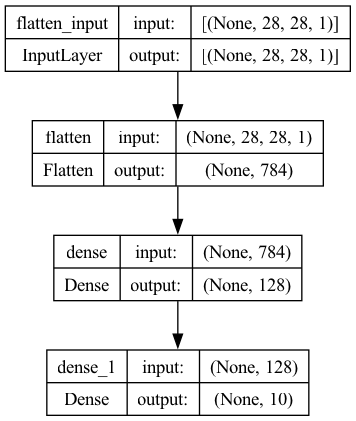 flatten_input input: [(None, 28, 28, 1)]
InputLayer output: [(None, 28, 28, 1)]
flatten input: (None, 28, 28, 1)
Flatten output: (None, 784)
dense input: (None, 784)
Dense output: (None, 128)
dense_1 input: (None, 128)
Dense output: (None, 10)